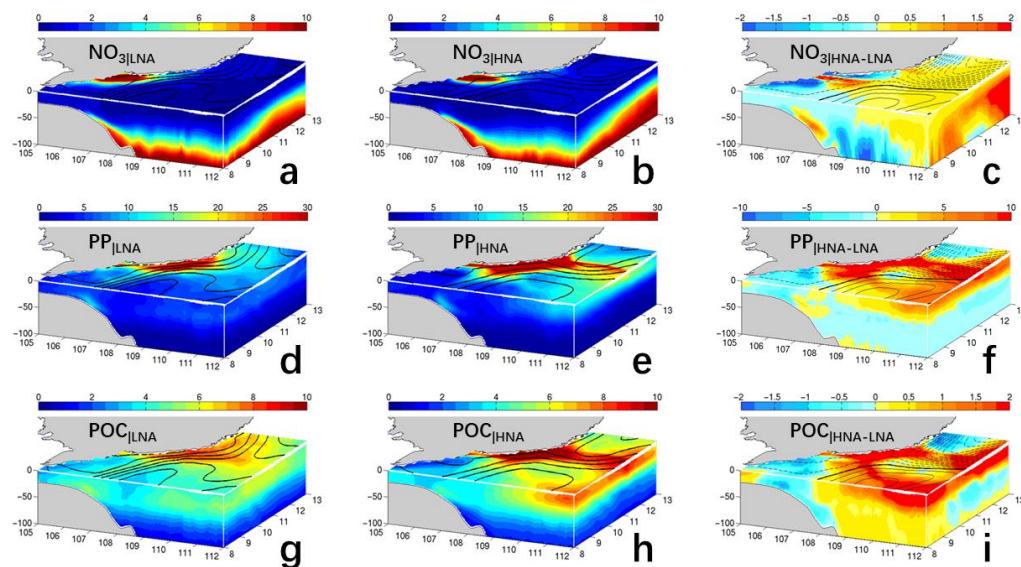 0 2 4 6 8 10
0 2 4 6 8 10
−2 −1.5 −1 −0.5 0 0.5 1 1.5 2
NO3|LNA
NO3|HNA
NO3|HNA-LNA
0
−50
−100
105 106 107 108 109 110 111 112
8 9 10 11 12 13
a
0
−50
−100
105 106 107 108 109 110 111 112
8 9 10 11 12 13
b
0
−50
−100
105 106 107 108 109 110 111 112
8 9 10 11 12 13
c
0 5 10 15 20 25 30
0 5 10 15 20 25 30
−10 −5 0 5 10
PP|LNA
PP|HNA
PP|HNA-LNA
0
−50
−100
105 106 107 108 109 110 111 112
8 9 10 11 12 13
d
0
−50
−100
105 106 107 108 109 110 111 112
8 9 10 11 12 13
e
0
−50
−100
105 106 107 108 109 110 111 112
8 9 10 11 12 13
f
0 2 4 6 8 10
0 2 4 6 8 10
−2 −1.5 −1 −0.5 0 0.5 1 1.5 2
POC|LNA
POC|HNA
POC|HNA-LNA
0
−50
−100
105 106 107 108 109 110 111 112
8 9 10 11 12 13
g
0
−50
−100
105 106 107 108 109 110 111 112
8 9 10 11 12 13
h
0
−50
−100
105 106 107 108 109 110 111 112
8 9 10 11 12 13
i